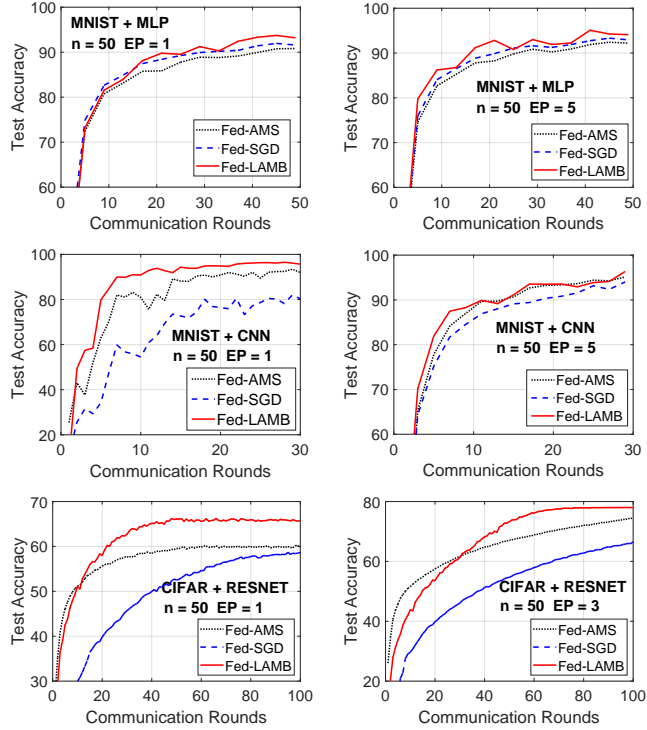 100
90
80
70
60
0
10
20
30
40
50
Test Accuracy
Communication Rounds
MNIST + MLP
n = 50 EP = 1
Fed-AMS
Fed-SGD
Fed-LAMB
100
90
80
70
60
0
10
20
30
40
50
Test Accuracy
Communication Rounds
MNIST + MLP
n = 50 EP = 5
Fed-AMS
Fed-SGD
Fed-LAMB
100
80
60
40
20
0
10
20
30
Test Accuracy
Communication Rounds
MNIST + CNN
n = 50 EP = 1
Fed-AMS
Fed-SGD
Fed-LAMB
100
90
80
70
60
0
10
20
30
Test Accuracy
Communication Rounds
MNIST + CNN
n = 50 EP = 5
Fed-AMS
Fed-SGD
Fed-LAMB
70
60
50
40
30
0
20
40
60
80
100
Test Accuracy
Communication Rounds
CIFAR + RESNET
n = 50 EP = 1
Fed-AMS
Fed-SGD
Fed-LAMB
80
60
40
20
0
20
40
60
80
100
Test Accuracy
Communication Rounds
CIFAR + RESNET
n = 50 EP = 3
Fed-AMS
Fed-SGD
Fed-LAMB